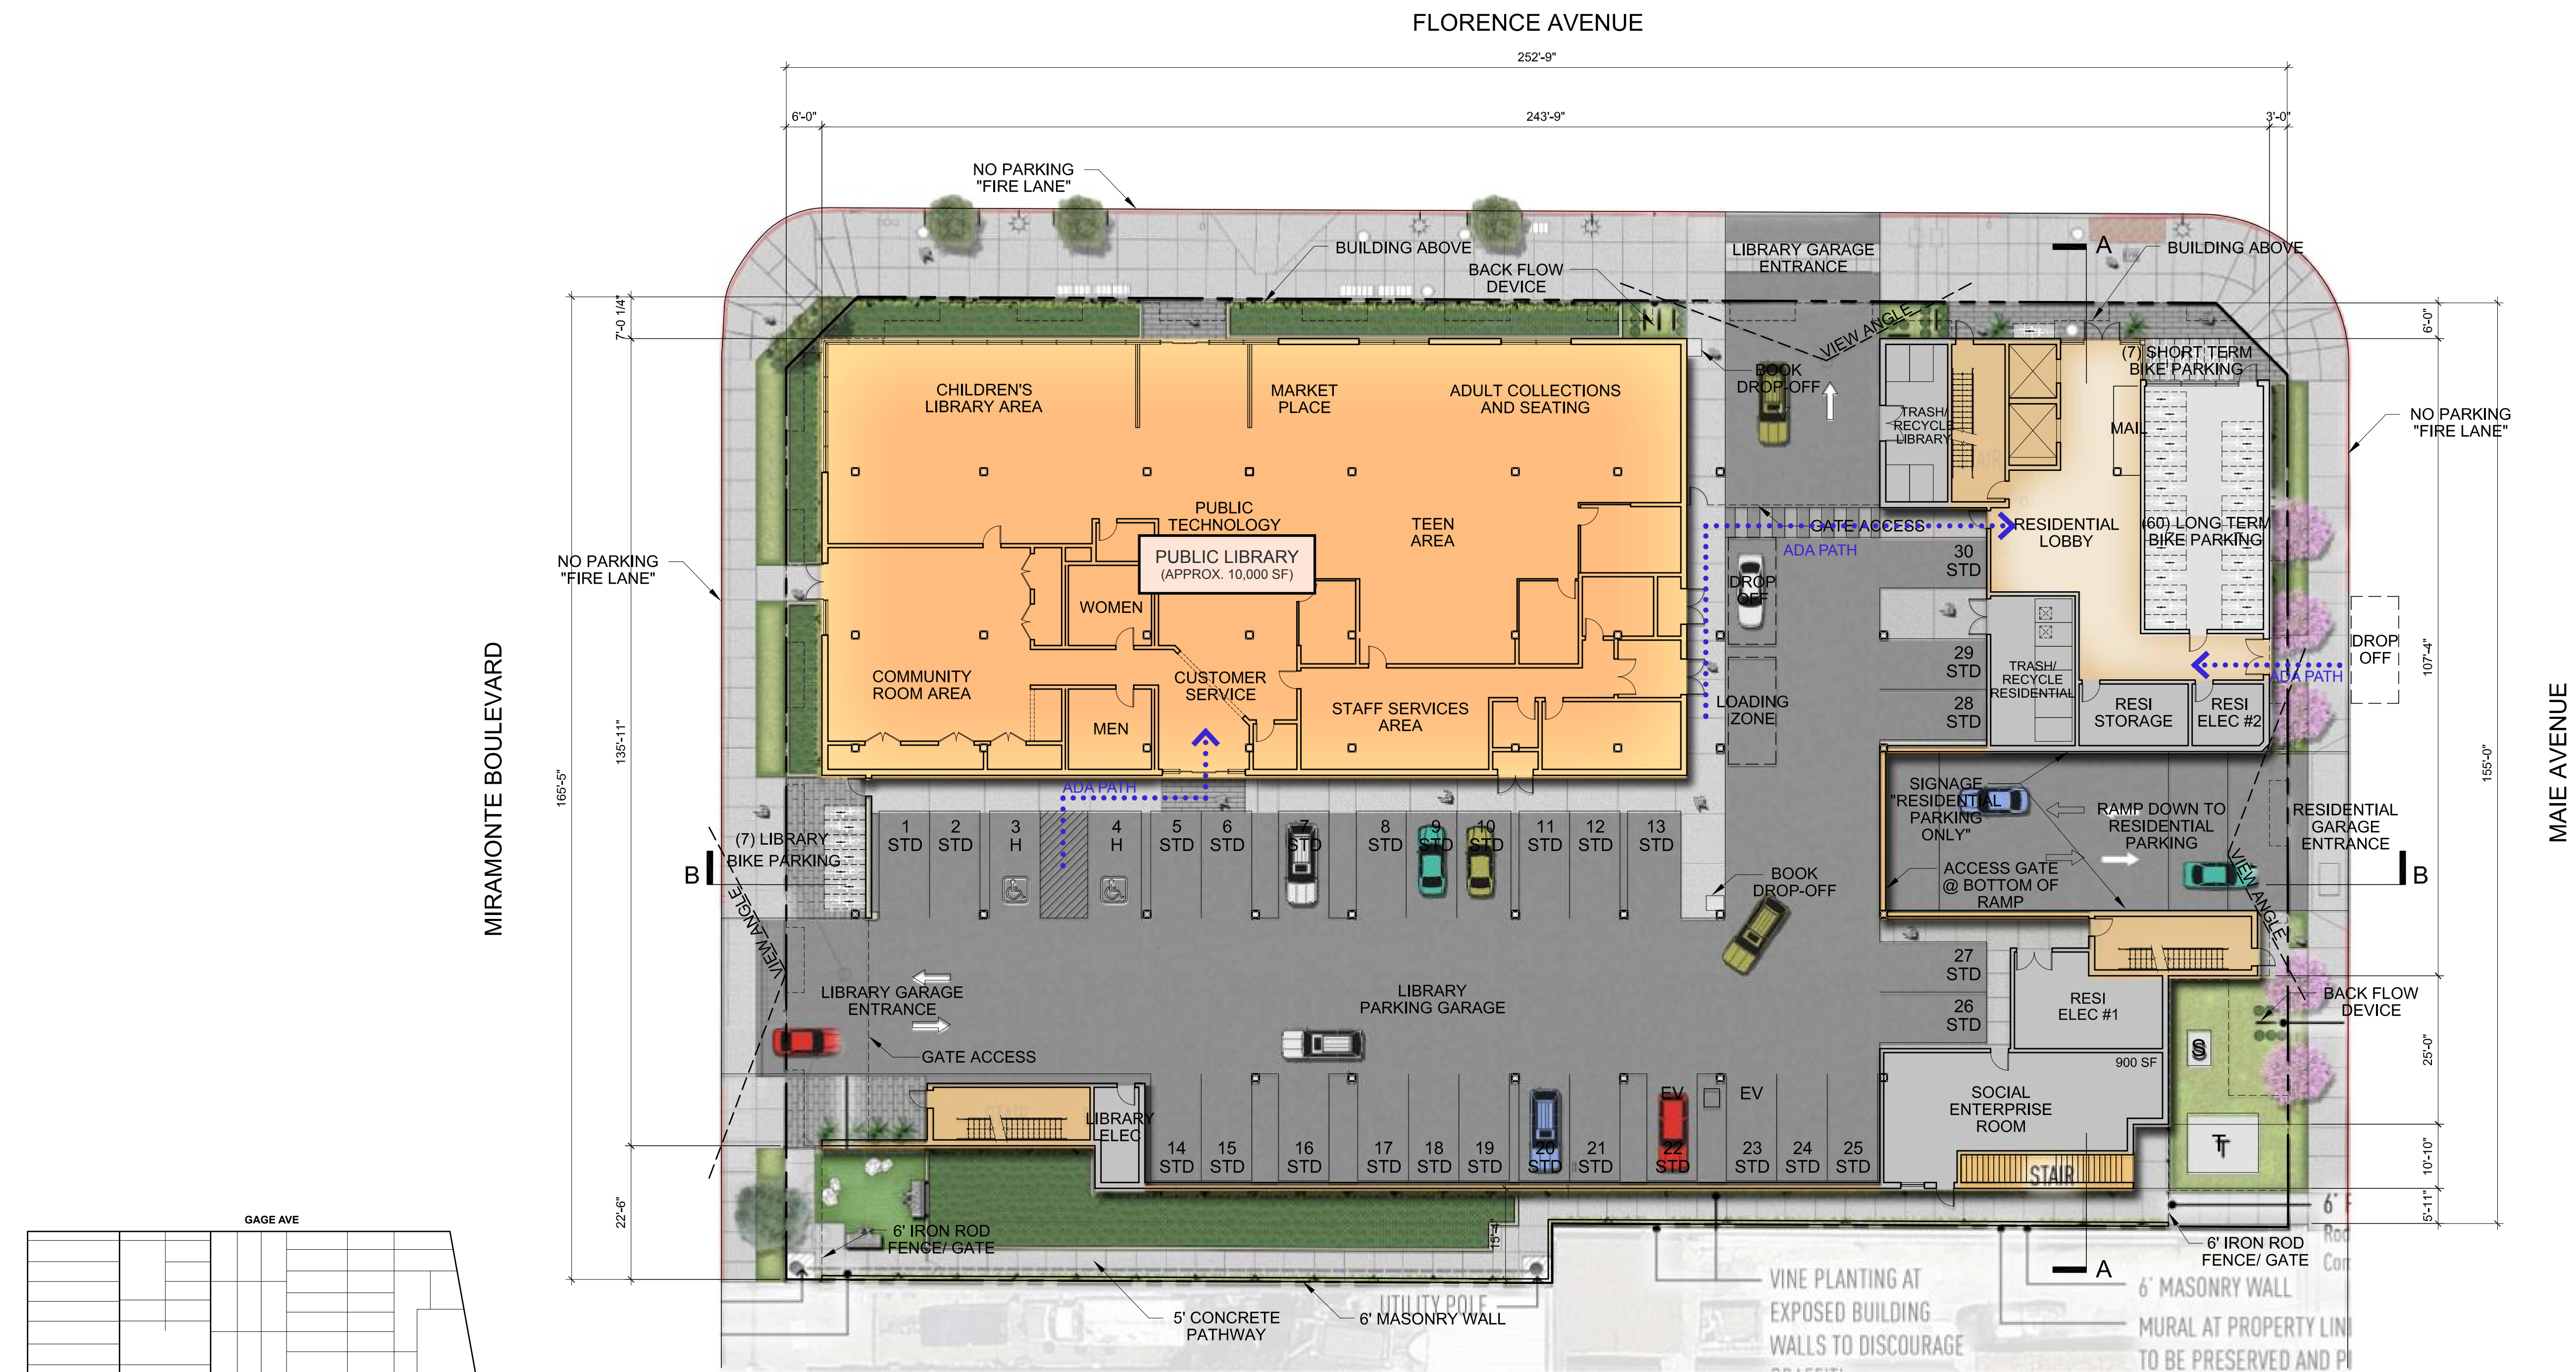 FLORENCE AVENUE
252'-9"
6'-0"
243'-9"
3'-0"
NO PARKING
"FIRE LANE"
BUILDING ABOVE
BACK FLOW
DEVICE
LIBRARY GARAGE
ENTRANCE
A
BUILDING ABOVE
7'-0 1/4"
6'-0"
VIEW ANGLE
(7) SHORT TERM
BIKE PARKING
CHILDREN'S
LIBRARY AREA
MARKET
PLACE
ADULT COLLECTIONS
AND SEATING
BOOK
DROP-OFF
TRASH/
RECYCLE
LIBRARY
MAIL
NO PARKING
"FIRE LANE"
PUBLIC
TECHNOLOGY
TEEN
AREA
GATE ACCESS
ADA PATH
RESIDENTIAL
LOBBY
(60) LONG TERM
BIKE PARKING
NO PARKING
"FIRE LANE"
PUBLIC LIBRARY
(APPROX. 10,000 SF)
30
STD
DROP
OFF
WOMEN
29
STD
28
STD
DROP
OFF
107'-4"
ADA PATH
COMMUNITY
ROOM AREA
CUSTOMER
SERVICE
STAFF SERVICES
AREA
MEN
LOADING
ZONE
TRASH/
RECYCLE
RESIDENTIAL
RESI
STORAGE
RESI
ELEC #2
MIRAMONTE BOULEVARD
165'-5"
135'-11"
155'-0"
MAIE AVENUE
ADA PATH
SIGNAGE
"RESIDENTIAL
PARKING
ONLY"
RAMP DOWN TO
RESIDENTIAL
PARKING
RESIDENTIAL
GARAGE
ENTRANCE
(7) LIBRARY
BIKE PARKING
1
STD
2
STD
3
H
4
H
5
STD
6
STD
7
STD
8
STD
9
STD
10
STD
11
STD
12
STD
13
STD
B
VIEW ANGLE
BOOK
DROP-OFF
ACCESS GATE
@ BOTTOM OF
RAMP
VIEW ANGLE
B
27
STD
26
STD
LIBRARY GARAGE
ENTRANCE
LIBRARY
PARKING GARAGE
RESI
ELEC #1
BACK FLOW
DEVICE
GATE ACCESS
S
25'-0"
900 SF
SOCIAL
ENTERPRISE
ROOM
STAIR
LIBRARY
ELEC
EV
EV
14
STD
15
STD
16
STD
17
STD
18
STD
19
STD
20
STD
21
STD
22
STD
23
STD
24
STD
25
STD
T
STAIR
10'-10"
5'-11"
22'-6"
15'-4"
GAGE AVE
6' IRON ROD
FENCE/ GATE
6' IRON ROD
FENCE/ GATE
A
UTILITY POLE
5' CONCRETE
PATHWAY
6' MASONRY WALL
VINE PLANTING AT
EXPOSED BUILDING
WALLS TO DISCOURAGE
6' MASONRY WALL
MURAL AT PROPERTY LIN
TO BE PRESERVED AND P